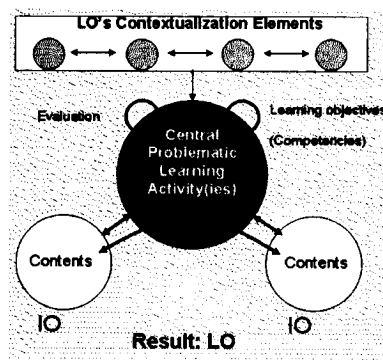 LO's Contextualization Elements
Evaluation
Learning objectives
(Competencies)
Central
Problematic
Learning
Activity(ies)
Contents
Contents
IO
IO
Result: LO